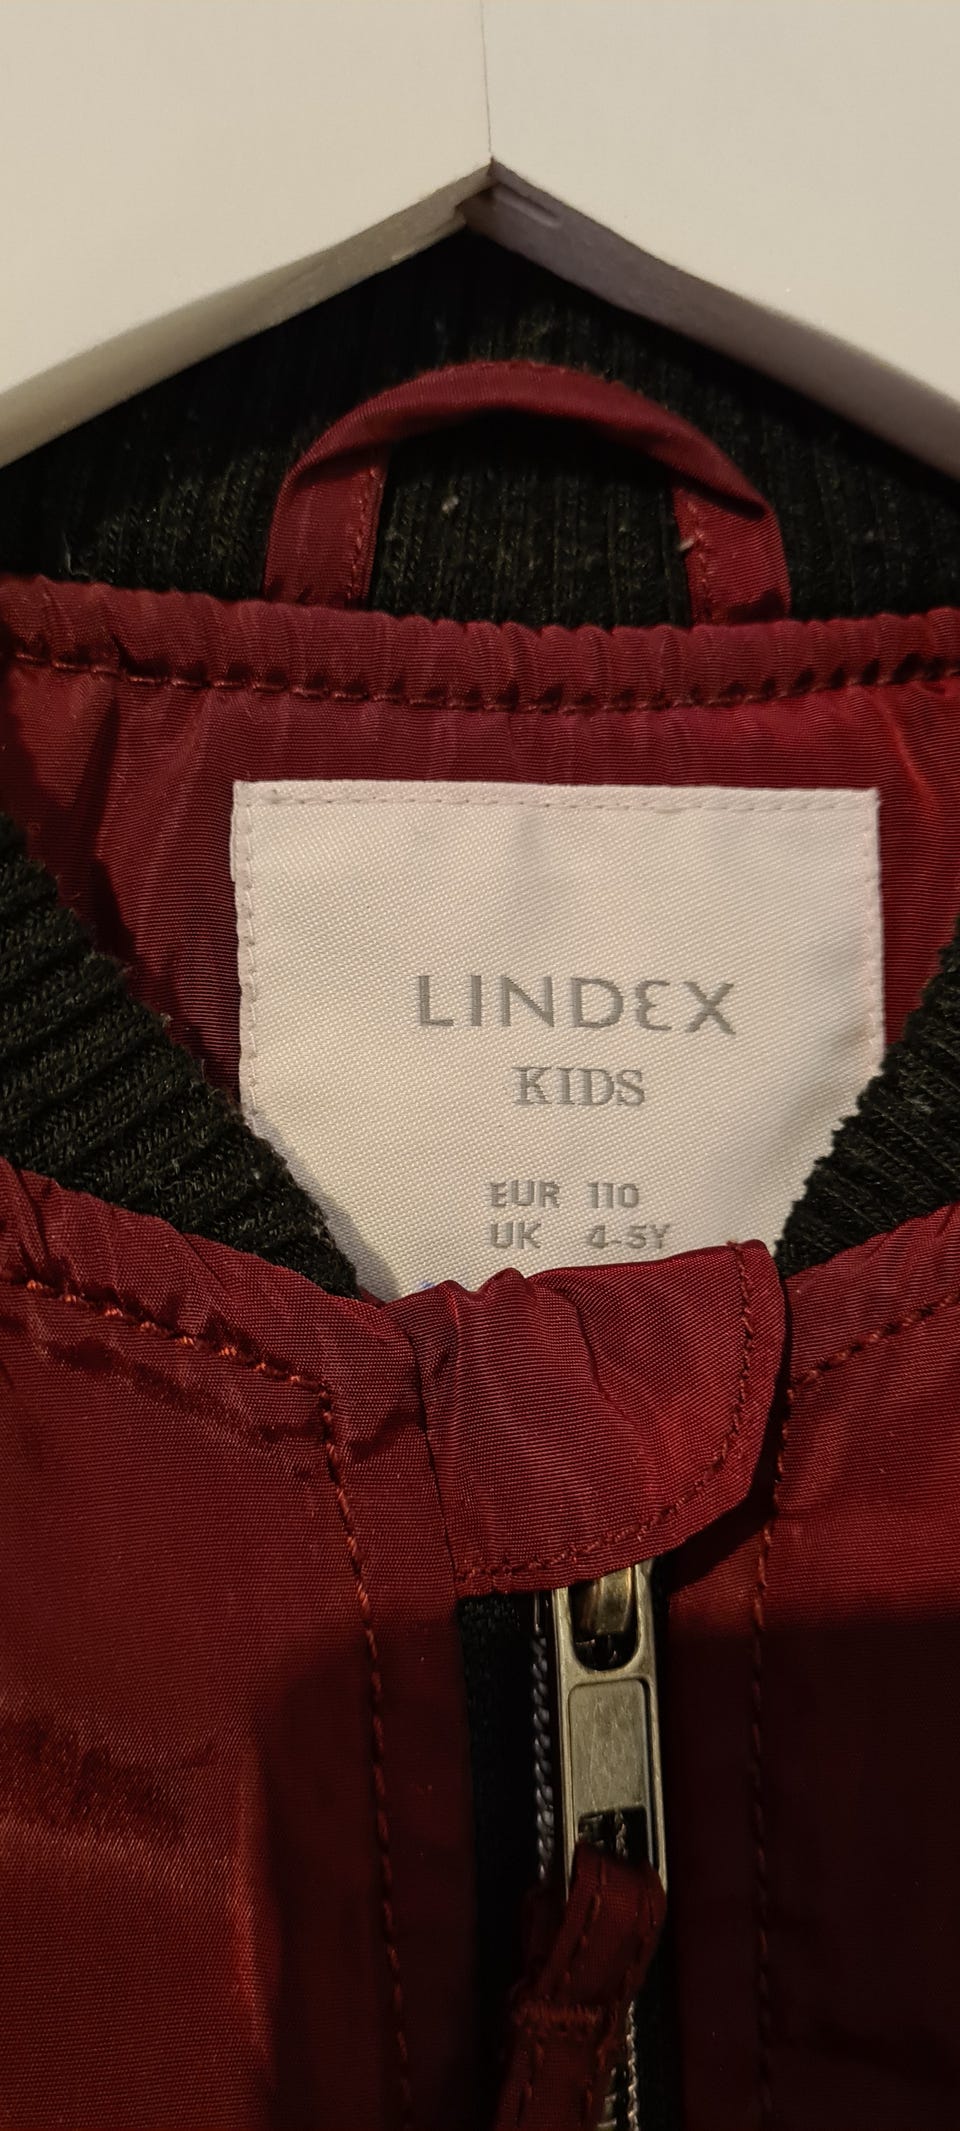 LINDEX
KIDS
EUR 110
UK 4-5Y